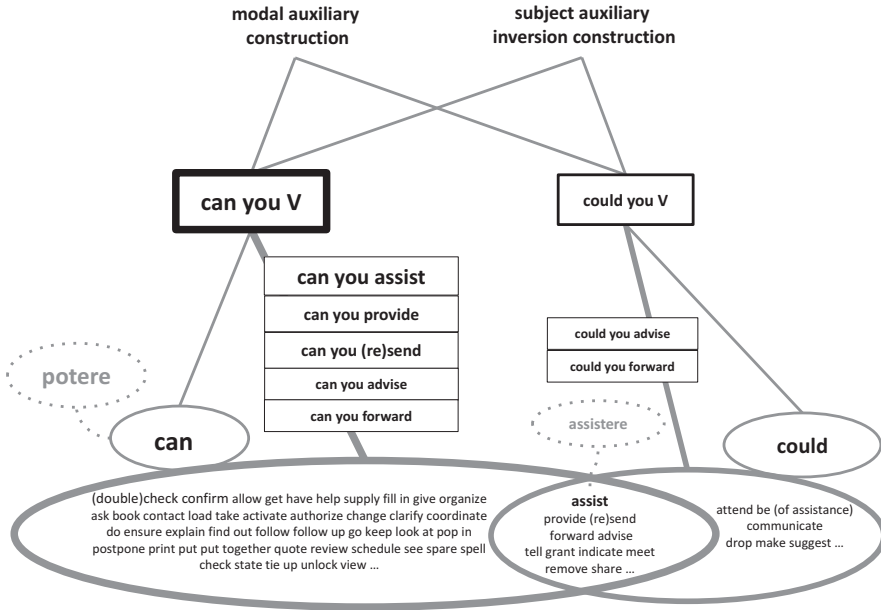 modal auxiliary
construction
subject auxiliary
inversion construction
can you V
could you V
can you assist
can you provide
can you (re)send
can you advise
can you forward
could you advise
could you forward
potere
assistere
can
could
(double)check confirm allow get have help supply fill in give organize
ask book contact load take activate authorize change clarify coordinate
do ensure explain find out follow follow up go keep look at pop in
postpone print put put together quote review schedule see spare spell
check state tie up unlock view ...
assist
provide (re)send
forward advise
tell grant indicate meet
remove share ...
attend be (of assistance)
communicate
drop make suggest ...